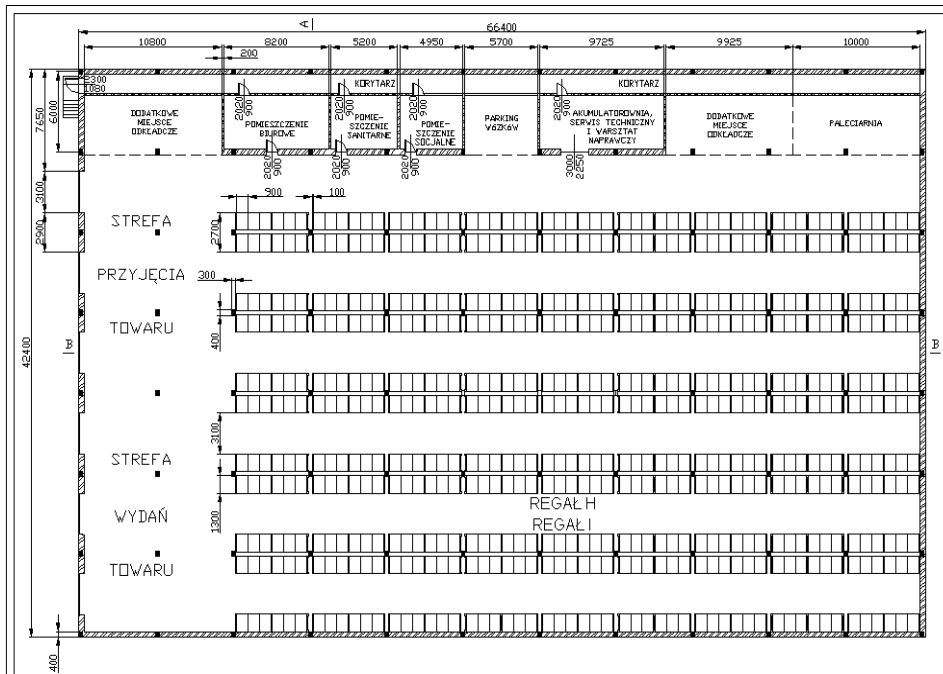 A
66400
10800 8200 5200 4950 5700 9725 9925 10000
200
300
1080
6000
7650
KORYTARZ
KORYTARZ
2020
900
2020
900
2020
900
2020
900
DODATKOWE
MIEJSCE
ODKŁADCZE
POMIESZCZENIE
BIUROWE
POMIE-
SZCZENIE
SANITARNE
POMIE-
SZCZENIE
SOCJALNE
PARKING
WÓZKÓW
AKUMULATOROWNIA,
SERWIS TECHNICZNY
I WARSZTAT
NAPRAWCZY
DODATKOWE
MIEJSCE
ODKŁADCZE
PALECIARNIA
2020
900
2020
900
2020
900
3000
2250
3100
900
100
2900
STREFA
2700
PRZYJĘCIA
300
TOWARU
400
42400
B
B
3100
STREFA
1300
WYDAŃ
REGAŁ H
REGAŁ I
TOWARU
400